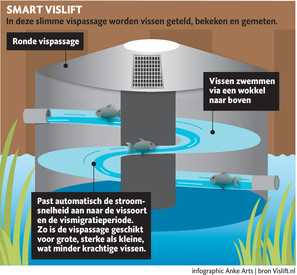 SMART VISLIFT
In deze slimme vispassage worden vissen geteld, bekeken en gemeten.
Ronde vispassage
Vissen zwemmen
via een wokkel
naar boven
Past automatisch de stroom-
snelheid aan naar de vissoort
en de vismigratieperiode.
Zo is de vispassage geschikt
voor grote, sterke als kleine,
wat minder krachtige vissen.
infographic Anke Arts | bron Vislift.nl